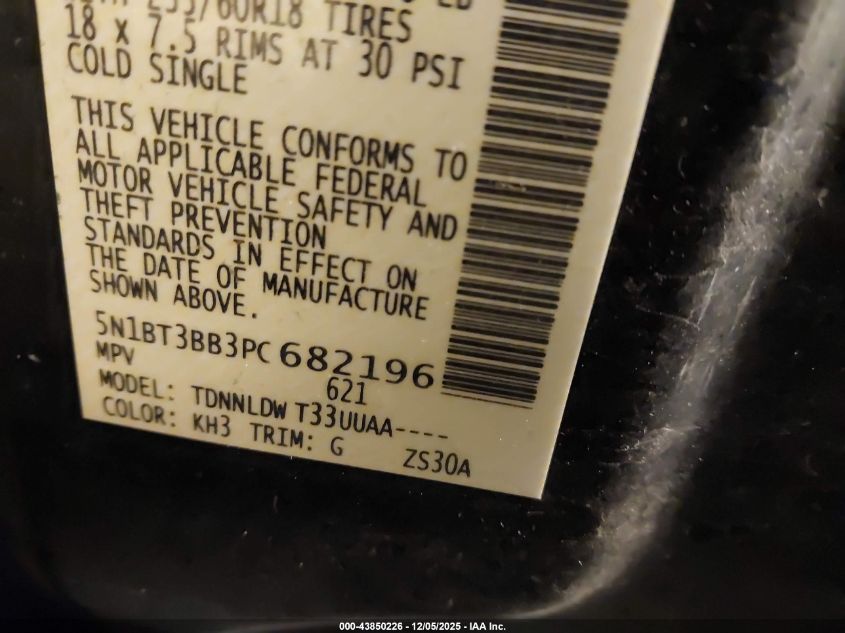 60R18 TIRES
18 x 7.5 RIMS AT 30 PSI
COLD SINGLE
THIS VEHICLE CONFORMS TO
ALL APPLICABLE FEDERAL
MOTOR VEHICLE SAFETY AND
THEFT PREVENTION
STANDARDS IN EFFECT ON
THE DATE OF MANUFACTURE
SHOWN ABOVE.
5N1BT3BB3PC682196
MPV 621
MODEL: TDNNLDW T33UUAA----
COLOR: KH3 TRIM: G ZS30A
000-43850226 - 12/05/2025 - IAA Inc.